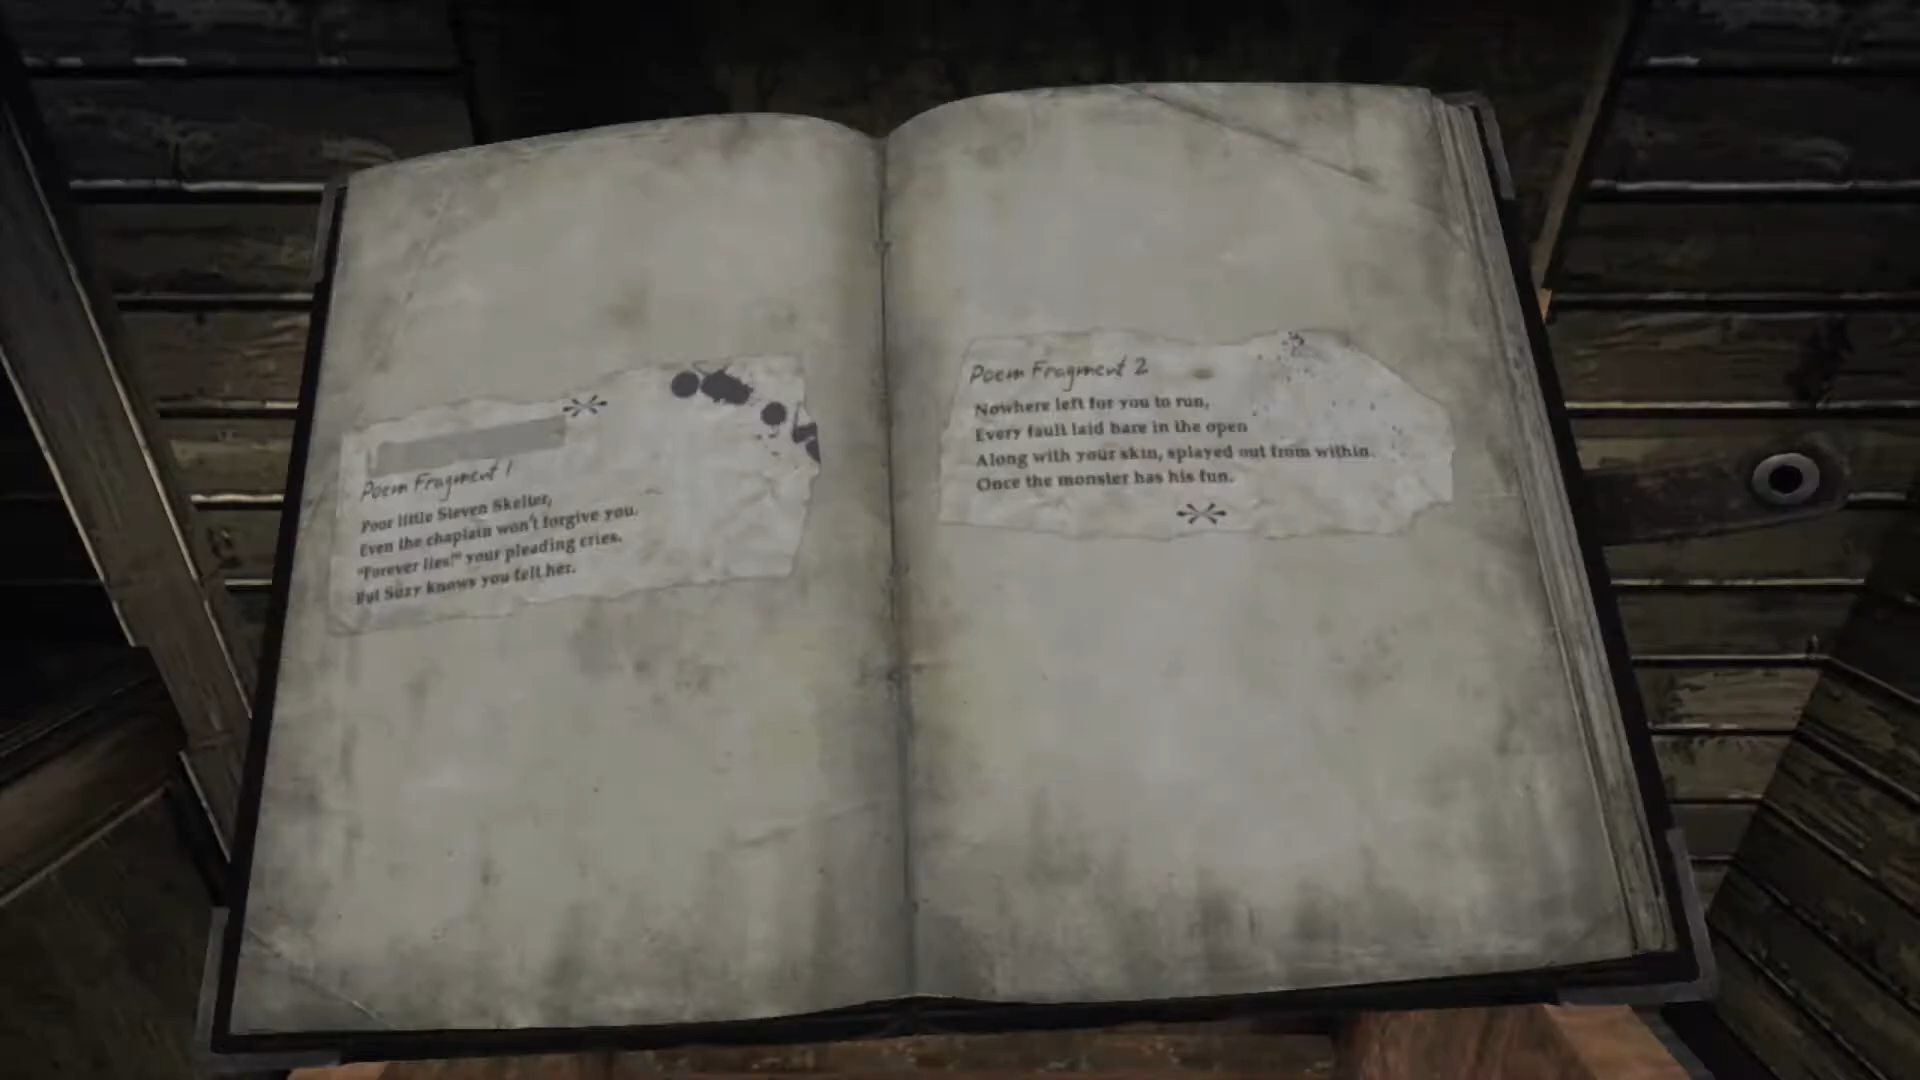 Poem Fragment 1
Poor little Steven Skelter,
Even the chaplain won't forgive you.
"Forever lies!" your pleading cries.
But Suzy knows you felt her.
Poem Fragment 2
Nowhere left for you to run,
Every fault laid bare in the open
Along with your skin, splayed out from within.
Once the monster has his fun.